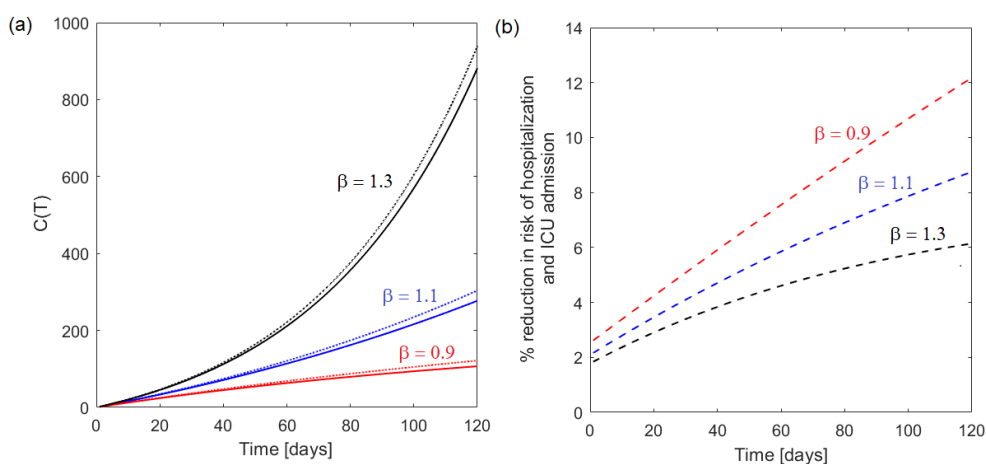 (a)
1000
800
600
400
200
0
C(T)
β = 1.3
β = 1.1
β = 0.9
0 20 40 60 80 100 120
Time [days]
(b)
14
12
10
8
6
4
2
0
% reduction in risk of hospitalization
and ICU admission
β = 0.9
β = 1.1
β = 1.3
0 20 40 60 80 100 120
Time [days]